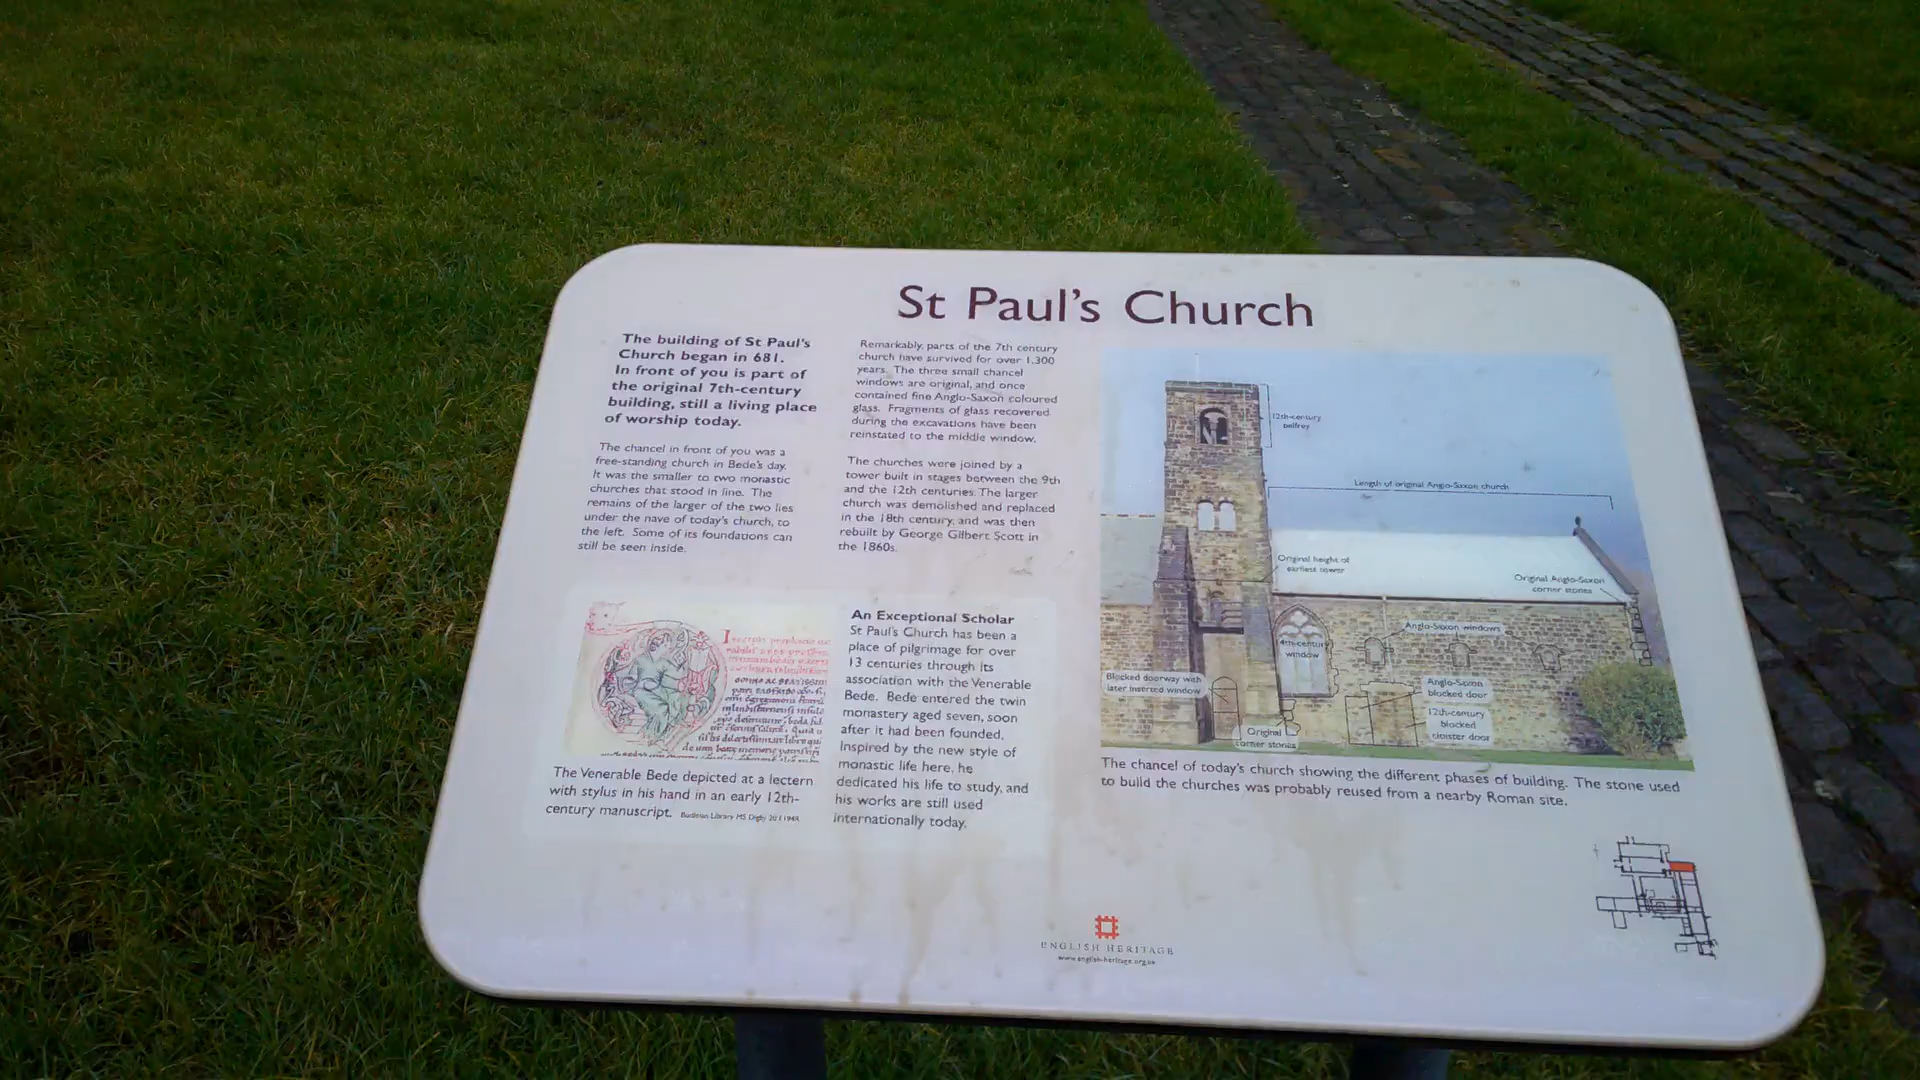 St Paul's Church
The building of St Paul's
Church began in 681.
In front of you is part of
the original 7th-century
building, still a living place
of worship today.
The chancel in front of you was a
free-standing church in Bede's day.
It was the smaller to two monastic
churches that stood in line. The
remains of the larger of the two lies
under the nave of today's church, to
the left. Some of its foundations can
still be seen inside.
Remarkably, parts of the 7th century
church have survived for over 1,300
years. The three small chancel
windows are original, and once
contained fine Anglo-Saxon coloured
glass. Fragments of glass recovered
during the excavations have been
reinstated to the middle window.
The churches were joined by a
tower built in stages between the 9th
and the 12th centuries. The larger
church was demolished and replaced
in the 18th century, and was then
rebuilt by George Gilbert Scott in
the 1860s.
The Venerable Bede depicted at a lectern
with stylus in his hand in an early 12th-
century manuscript. Bodleian Library MS Digby
An Exceptional Scholar
St Paul's Church has been a
place of pilgrimage for over
13 centuries through its
association with the Venerable
Bede. Bede entered the twin
monastery aged seven, soon
after it had been founded.
Inspired by the new style of
monastic life here, he
dedicated his life to study, and
his works are still used
internationally today.
12th-century
belfry
Length of original Anglo-Saxon church
Original height of
earliest tower
Original Anglo-Saxon
corner stones
Anglo-Saxon windows
14th-century
window
Blocked doorway with
later inserted window
Anglo-Saxon
blocked door
12th-century
blocked
cloister door
Original
corner stones
The chancel of today's church showing the different phases of building. The stone used
to build the churches was probably reused from a nearby Roman site.
ENGLISH HERITAGE
www.english-heritage.org.uk